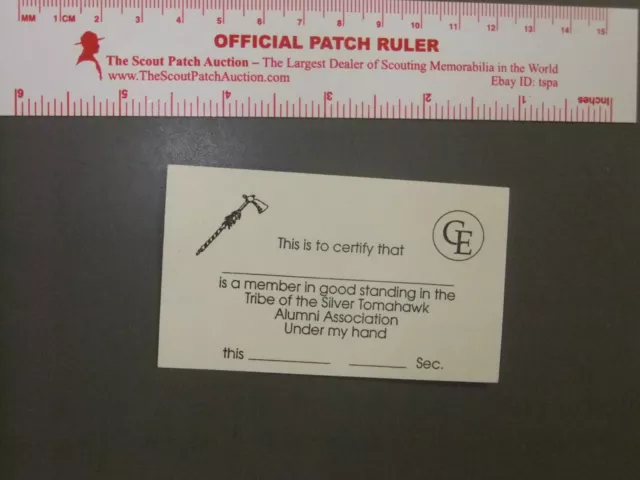 MM 1CM 2 3 4 5 6 7 8 9 10 11 12 13 14 15
OFFICIAL PATCH RULER
The Scout Patch Auction – The Largest Dealer of Scouting Memorabilia in the World
www.TheScoutPatchAuction.com
Ebay ID: tspa
6 5 4 3 2 1 Inches
CE
This is to certify that
is a member in good standing in the
Tribe of the Silver Tomahawk
Alumni Association
Under my hand
this Sec.